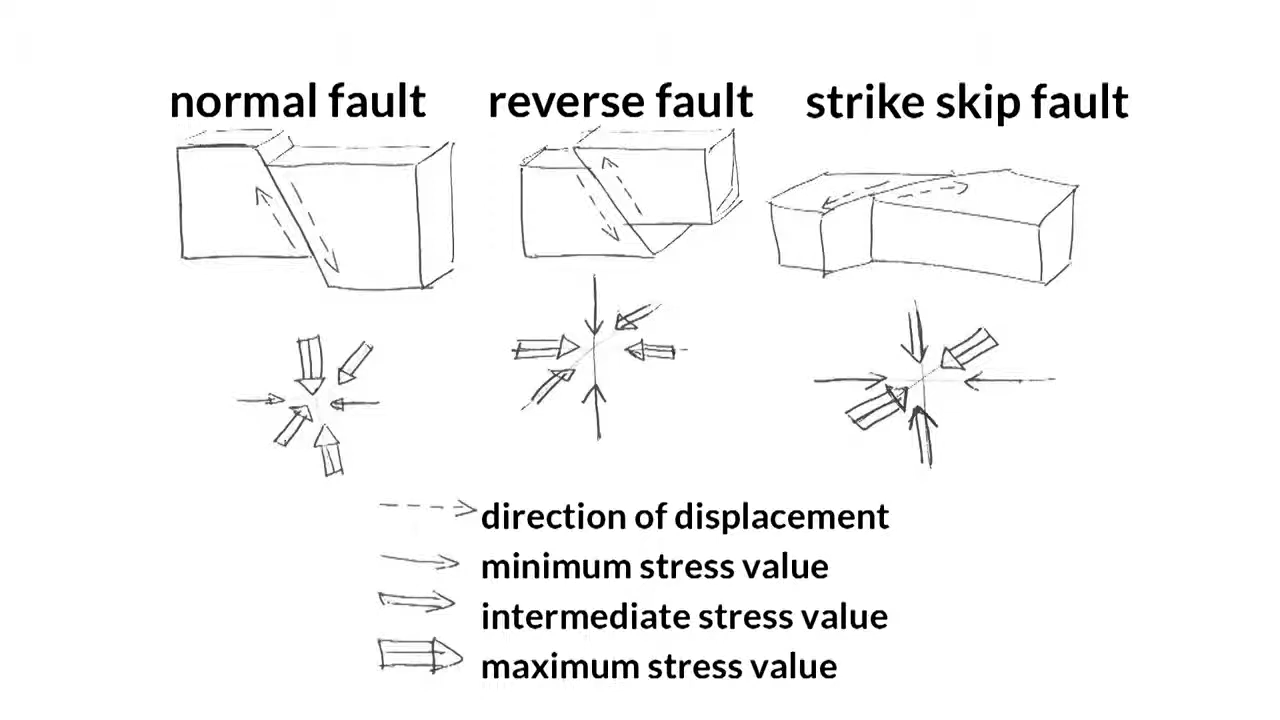 normal fault
reverse fault
strike skip fault
direction of displacement
minimum stress value
intermediate stress value
maximum stress value